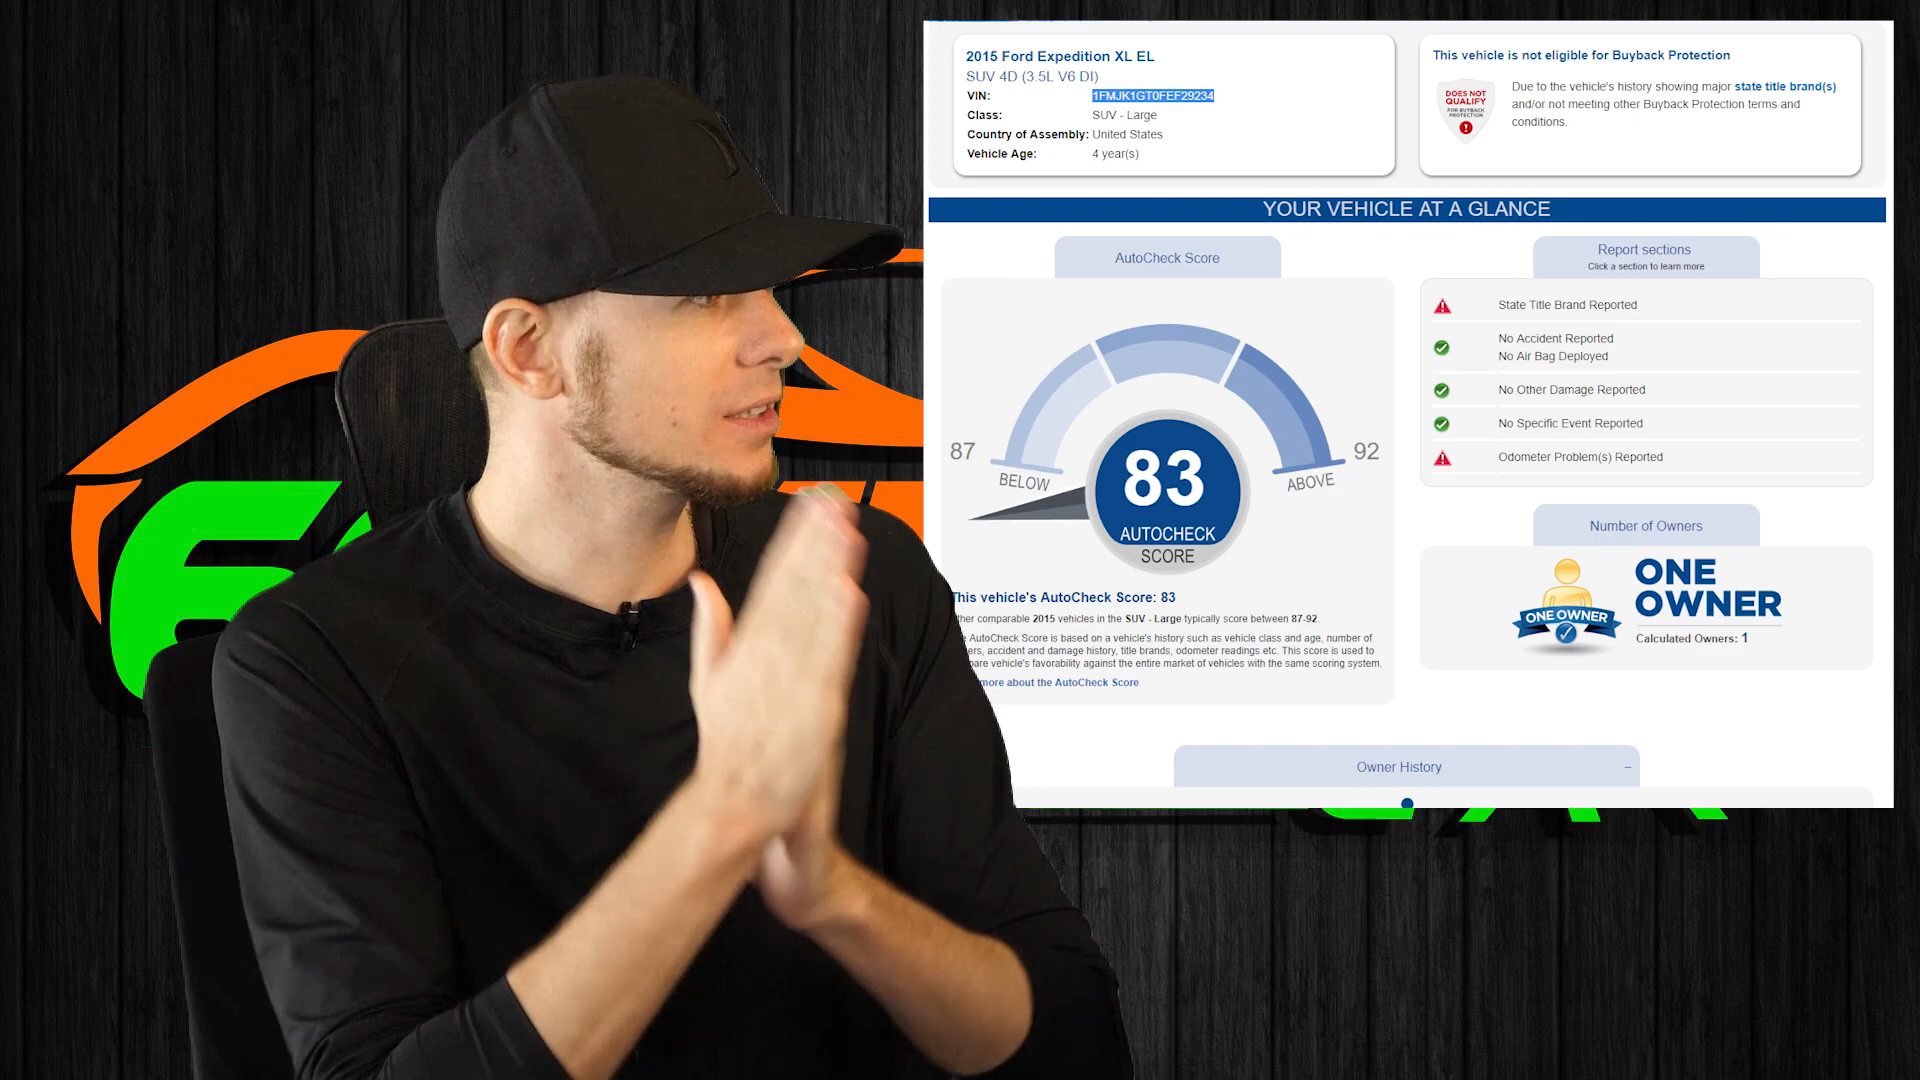 2015 Ford Expedition XL EL
SUV 4D (3.5L V6 DI)
VIN: 1FMJK1GT0FEF29234
Class: SUV - Large
Country of Assembly: United States
Vehicle Age: 4 year(s)
This vehicle is not eligible for Buyback Protection
DOES NOT
QUALIFY
FOR BUYBACK
PROTECTION
Due to the vehicle's history showing major state title brand(s)
and/or not meeting other Buyback Protection terms and
conditions.
YOUR VEHICLE AT A GLANCE
AutoCheck Score
87
BELOW
92
ABOVE
83
AUTOCHECK
SCORE
This vehicle's AutoCheck Score: 83
comparable 2015 vehicles in the SUV - Large typically score between 87-92.
AutoCheck Score is based on a vehicle's history such as vehicle class and age, number of
accident and damage history, title brands, odometer readings etc. This score is used to
vehicle's favorability against the entire market of vehicles with the same scoring system.
more about the AutoCheck Score
Report sections
Click a section to learn more
State Title Brand Reported
No Accident Reported
No Air Bag Deployed
No Other Damage Reported
No Specific Event Reported
Odometer Problem(s) Reported
Number of Owners
ONE OWNER
ONE
OWNER
Calculated Owners: 1
Owner History